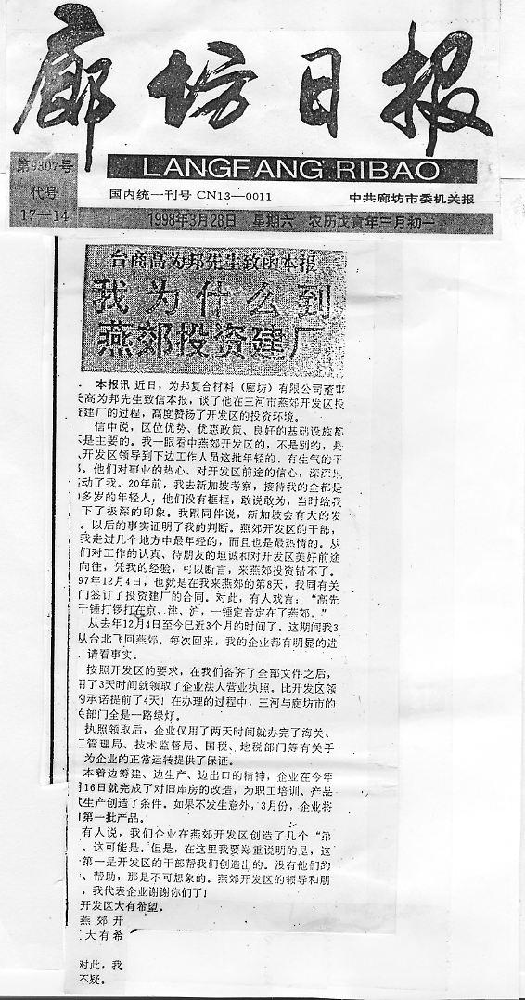 廊坊日报
LANGFANG RIBAO
第9307号
代号
17—14
国内统一刊号 CN13—0011 中共廊坊市委机关报
1998年3月28日 星期六 农历戊寅年三月初一
台商高为邦先生致函本报
我为什么到
燕郊投资建厂
本报讯 近日，为邦复合材料（廊坊）有限公司董事
长高为邦先生致信本报，谈了他在三河市燕郊开发区投
资建厂的过程，高度赞扬了开发区的投资环境。
信中说，区位优势、优惠政策、良好的基础设施都
不是主要的。我一眼看中燕郊开发区的，不是别的，是
开发区领导到下边工作人员这批年轻的、有生气的干
部。他们对事业的热心、对开发区前途的信心，深深地
动了我。20年前，我去新加坡考察，接待我的全都是
多岁的年轻人，他们没有框框，敢说敢为，当时给我
下了极深的印象。我跟同伴说，新加坡会有大的发
。以后的事实证明了我的判断。燕郊开发区的干部，
我走过几个地方中最年轻的，而且也是最热情的。从
们对工作的认真、待朋友的坦诚和对开发区美好前途
向往，凭我的经验，可以断言，来燕郊投资错不了。
97年12月4日，也就是在我来燕郊的第8天，我同有关
门签订了投资建厂的合同。对此，有人戏言：“高先
千锤打锣打在京、津、沪，一锤定音定在了燕郊。”
从去年12月4日至今已近3个月的时间了。这期间我3
从台北飞回燕郊。每次回来，我的企业都有明显的进
。请看事实：
按照开发区的要求，在我们备齐了全部文件之后，
用了3天时间就领取了企业法人营业执照。比开发区领
的承诺提前了4天！在办理的过程中，三河与廊坊市的
关部门全是一路绿灯。
执照领取后，企业仅用了两天时间就办完了海关、
工管理局、技术监督局、国税、地税部门等有关手
为企业的正常运转提供了保证。
本着边筹建、边生产、边出口的精神，企业在今年
月16日就完成了对旧库房的改造，为职工培训、产品
试生产创造了条件。如果不发生意外，3月份，企业将
第一批产品。
有人说，我们企业在燕郊开发区创造了几个“第
。这可能是。但是，在这里我要郑重说明的是，这
第一是开发区的干部帮我们创造出的。没有他们的
、帮助，那是不可想象的。燕郊开发区的领导和朋
，我代表企业谢谢你们了！
开发区大有希望。
燕郊开
区大有希
对此，我
不疑。